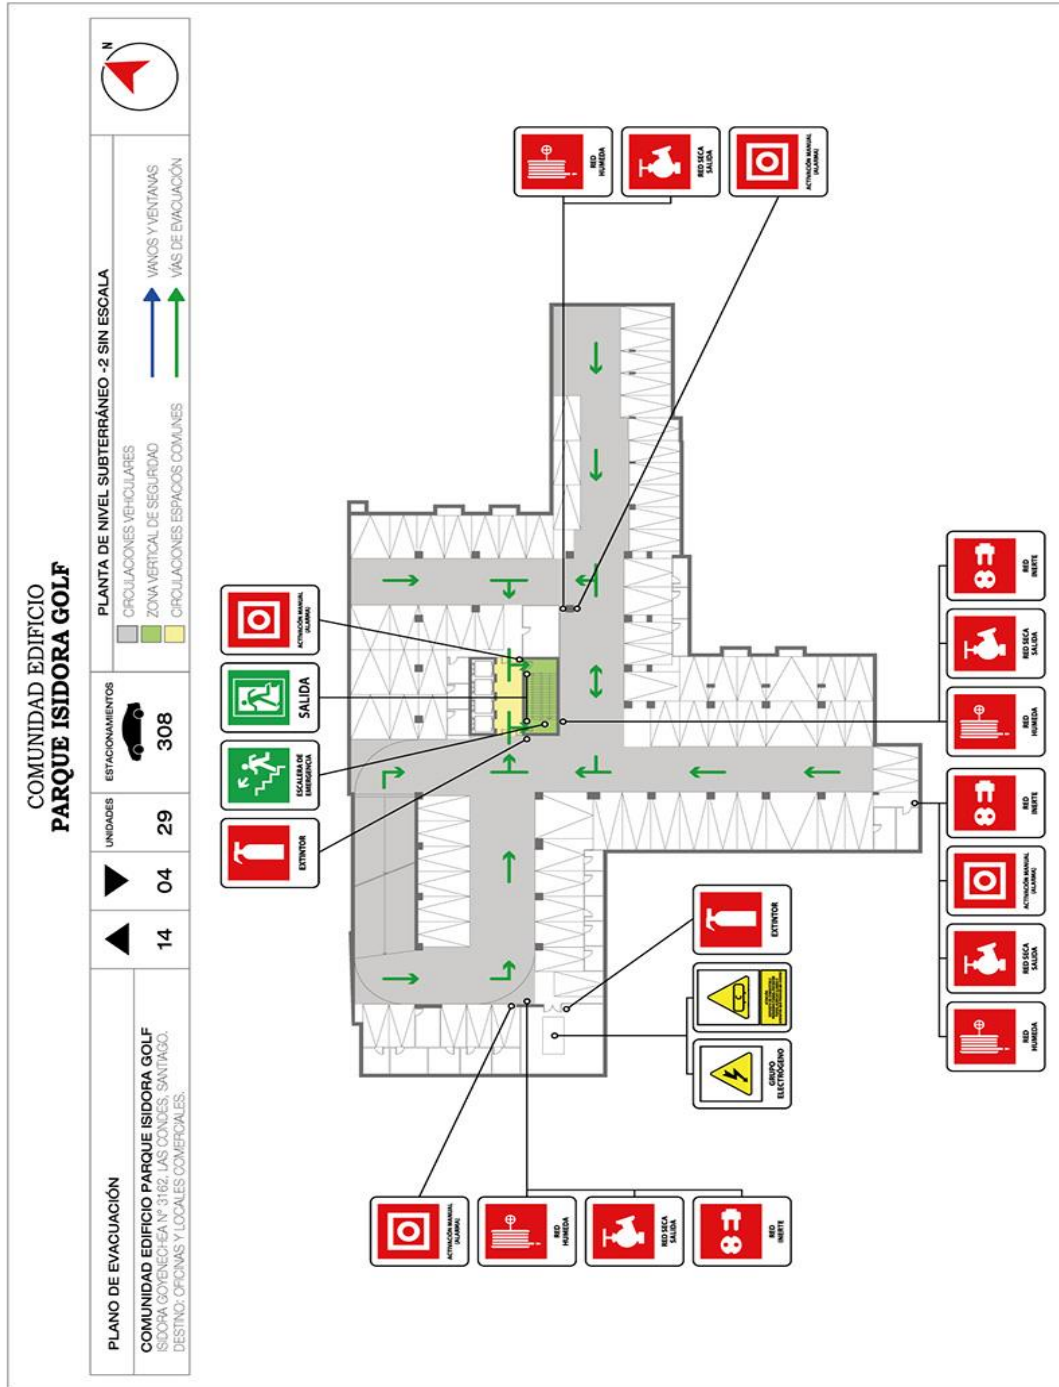 COMUNIDAD EDIFICIO
PARQUE ISIDORA GOLF
PLANO DE EVACUACIÓN
COMUNIDAD EDIFICIO PARQUE ISIDORA GOLF
ISIDORA GOYENECHEA N° 3162, LAS CONDES, SANTIAGO.
DESTINO: OFICINAS Y LOCALES COMERCIALES.
14
04
UNIDADES
29
ESTACIONAMIENTOS
308
PLANTA DE NIVEL SUBTERRÁNEO -2 SIN ESCALA
CIRCULACIONES VEHICULARES
ZONA VERTICAL DE SEGURIDAD
CIRCULACIONES ESPACIOS COMUNES
VANOS Y VENTANAS
VÍAS DE EVACUACIÓN
N
EXTINTOR
ESCALERA DE
EMERGENCIA
SALIDA
ACTIVACIÓN MANUAL
(ALARMA)
RED
HUMEDA
RED SECA
SALIDA
ACTIVACIÓN MANUAL
(ALARMA)
ACTIVACIÓN MANUAL
(ALARMA)
RED
HUMEDA
RED SECA
SALIDA
RED
INERTE
GRUPO
ELECTRÓGENO
EXTINTOR
RED
HUMEDA
RED SECA
SALIDA
ACTIVACIÓN MANUAL
(ALARMA)
RED
INERTE
RED
HUMEDA
RED SECA
SALIDA
RED
INERTE